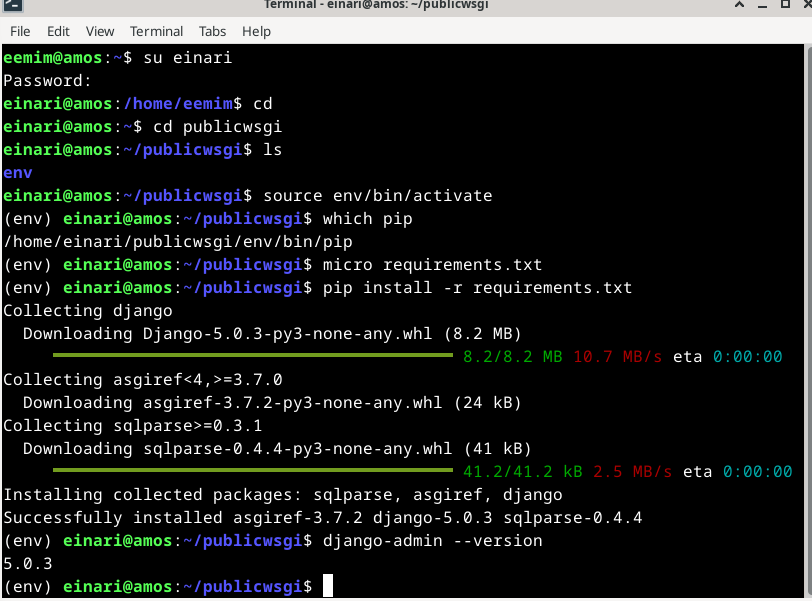 Terminal - einari@amos: ~/publicwsgi
File Edit View Terminal Tabs Help
eemim@amos:~$ su einari
Password:
einari@amos:/home/eemim$ cd
einari@amos:~$ cd publicwsgi
einari@amos:~/publicwsgi$ ls
env
einari@amos:~/publicwsgi$ source env/bin/activate
(env) einari@amos:~/publicwsgi$ which pip
/home/einari/publicwsgi/env/bin/pip
(env) einari@amos:~/publicwsgi$ micro requirements.txt
(env) einari@amos:~/publicwsgi$ pip install -r requirements.txt
Collecting django
  Downloading Django-5.0.3-py3-none-any.whl (8.2 MB)
8.2/8.2 MB 10.7 MB/s eta 0:00:00
Collecting asgiref<4,>=3.7.0
  Downloading asgiref-3.7.2-py3-none-any.whl (24 kB)
Collecting sqlparse>=0.3.1
  Downloading sqlparse-0.4.4-py3-none-any.whl (41 kB)
41.2/41.2 kB 2.5 MB/s eta 0:00:00
Installing collected packages: sqlparse, asgiref, django
Successfully installed asgiref-3.7.2 django-5.0.3 sqlparse-0.4.4
(env) einari@amos:~/publicwsgi$ django-admin --version
5.0.3
(env) einari@amos:~/publicwsgi$